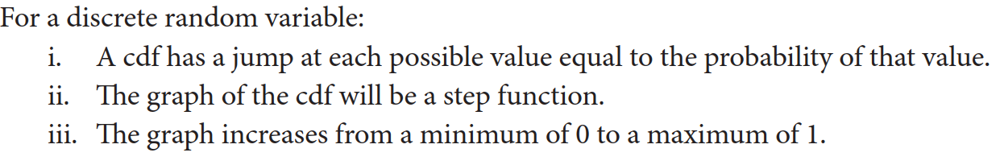 For a discrete random variable:
i. A cdf has a jump at each possible value equal to the probability of that value.
ii. The graph of the cdf will be a step function.
iii. The graph increases from a minimum of 0 to a maximum of 1.